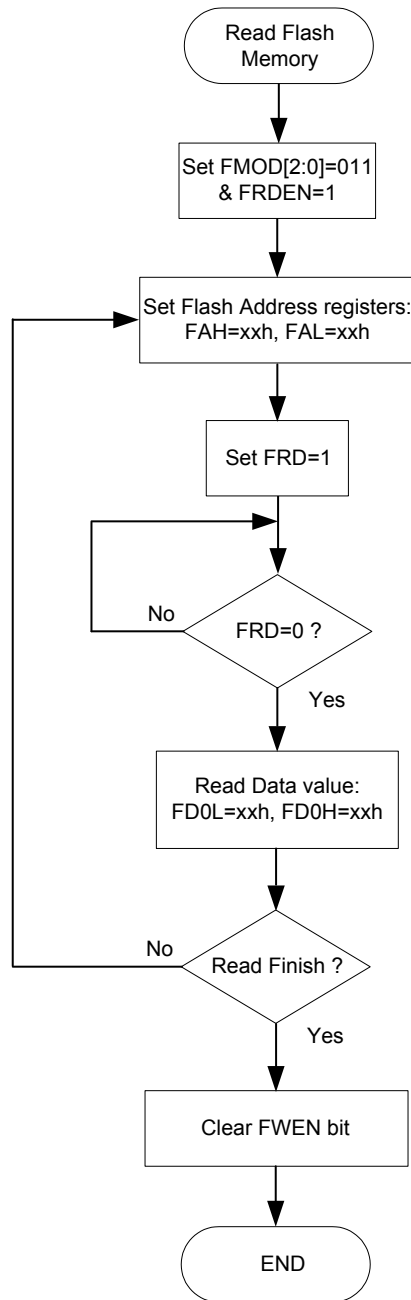 Read Flash
Memory
Set FMOD[2:0]=011
& FRDEN=1
Set Flash Address registers:
FAH=xxh, FAL=xxh
Set FRD=1
No
FRD=0 ?
Yes
Read Data value:
FD0L=xxh, FD0H=xxh
No
Read Finish ?
Yes
Clear FWEN bit
END